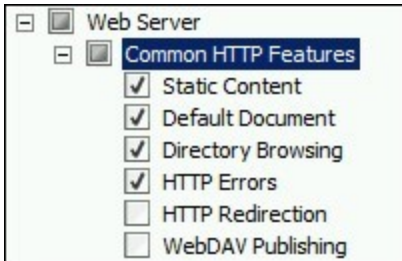 Web Server
Common HTTP Features
Static Content
Default Document
Directory Browsing
HTTP Errors
HTTP Redirection
WebDAV Publishing